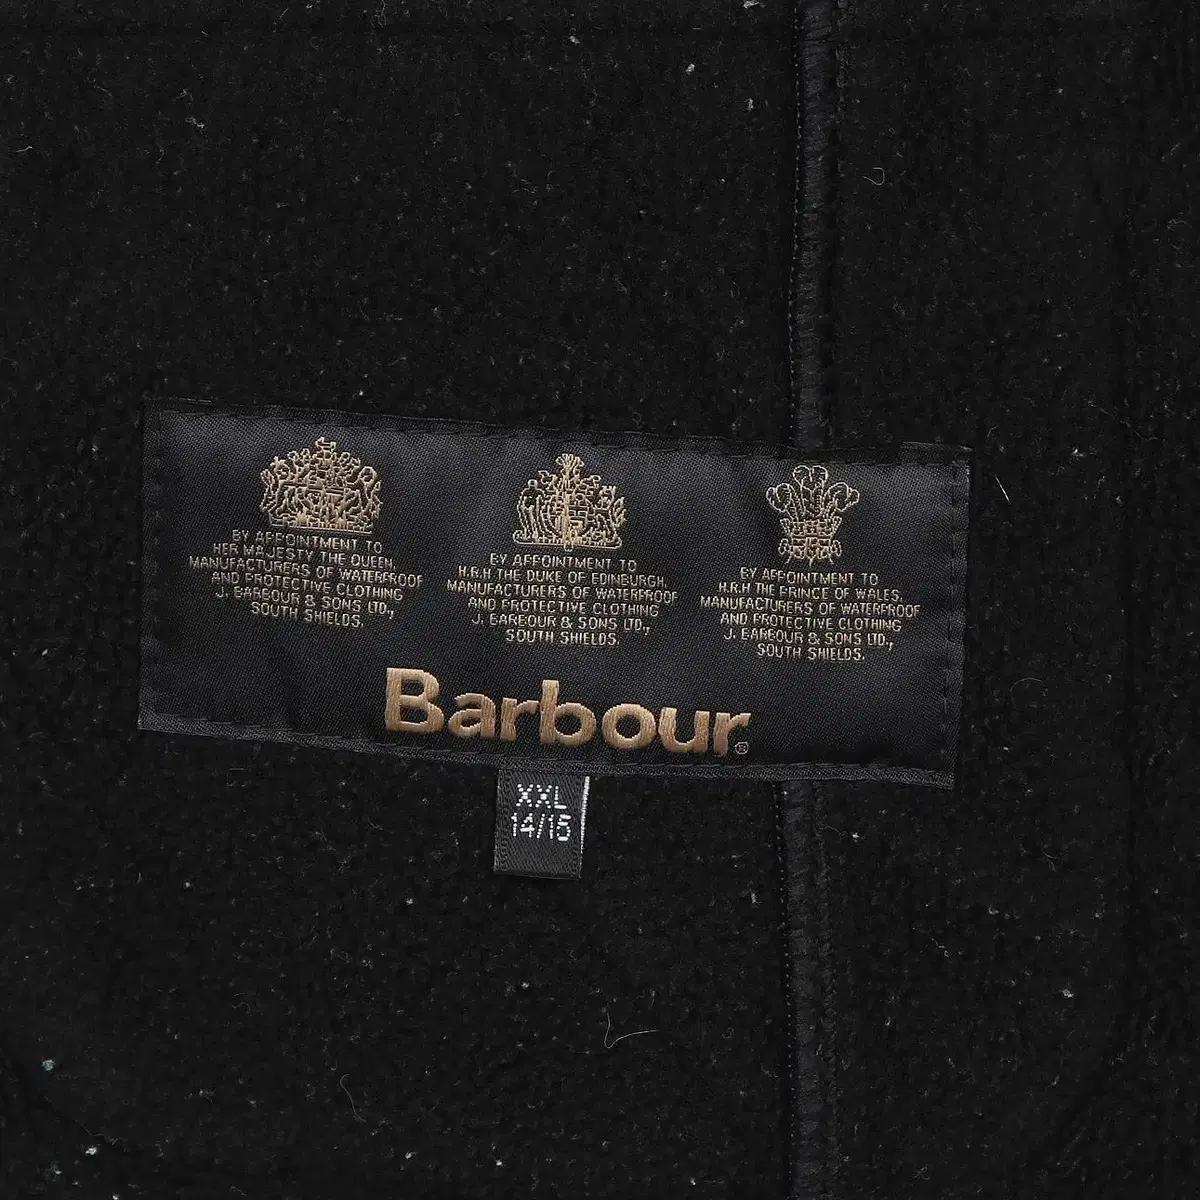 BY APPOINTMENT TO
HER MAJESTY THE QUEEN,
MANUFACTURERS OF WATERPROOF
AND PROTECTIVE CLOTHING
J. BARBOUR & SONS LTD.,
SOUTH SHIELDS.
BY APPOINTMENT TO
H.R.H THE DUKE OF EDINBURGH,
MANUFACTURERS OF WATERPROOF
AND PROTECTIVE CLOTHING
J. BARBOUR & SONS LTD.,
SOUTH SHIELDS.
BY APPOINTMENT TO
H.R.H THE PRINCE OF WALES,
MANUFACTURERS OF WATERPROOF
AND PROTECTIVE CLOTHING
J. BARBOUR & SONS LTD.,
SOUTH SHIELDS.
Barbour®
XXL
14/15